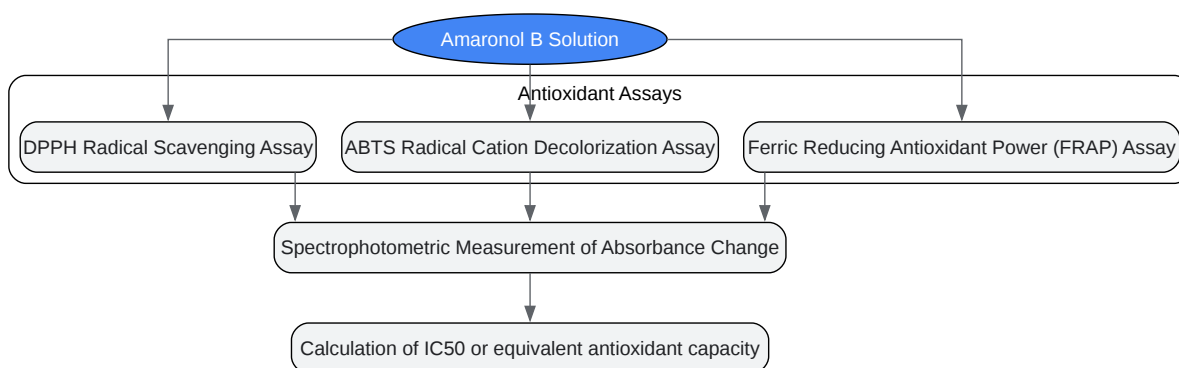 Amaronol B Solution
Antioxidant Assays
DPPH Radical Scavenging Assay
ABTS Radical Cation Decolorization Assay
Ferric Reducing Antioxidant Power (FRAP) Assay
Spectrophotometric Measurement of Absorbance Change
Calculation of IC50 or equivalent antioxidant capacity